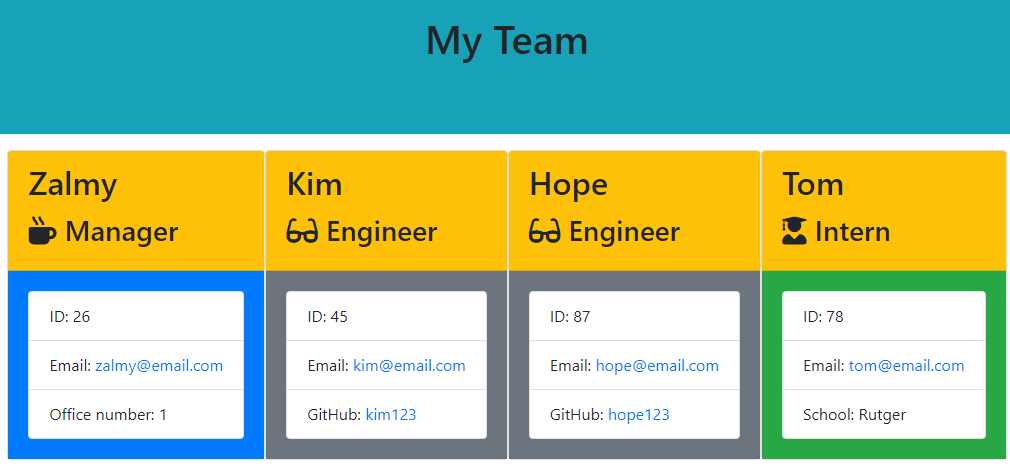 My Team
Zalmy
Manager
ID: 26
Email: zalmy@email.com
Office number: 1
Kim
Engineer
ID: 45
Email: kim@email.com
GitHub: kim123
Hope
Engineer
ID: 87
Email: hope@email.com
GitHub: hope123
Tom
Intern
ID: 78
Email: tom@email.com
School: Rutger